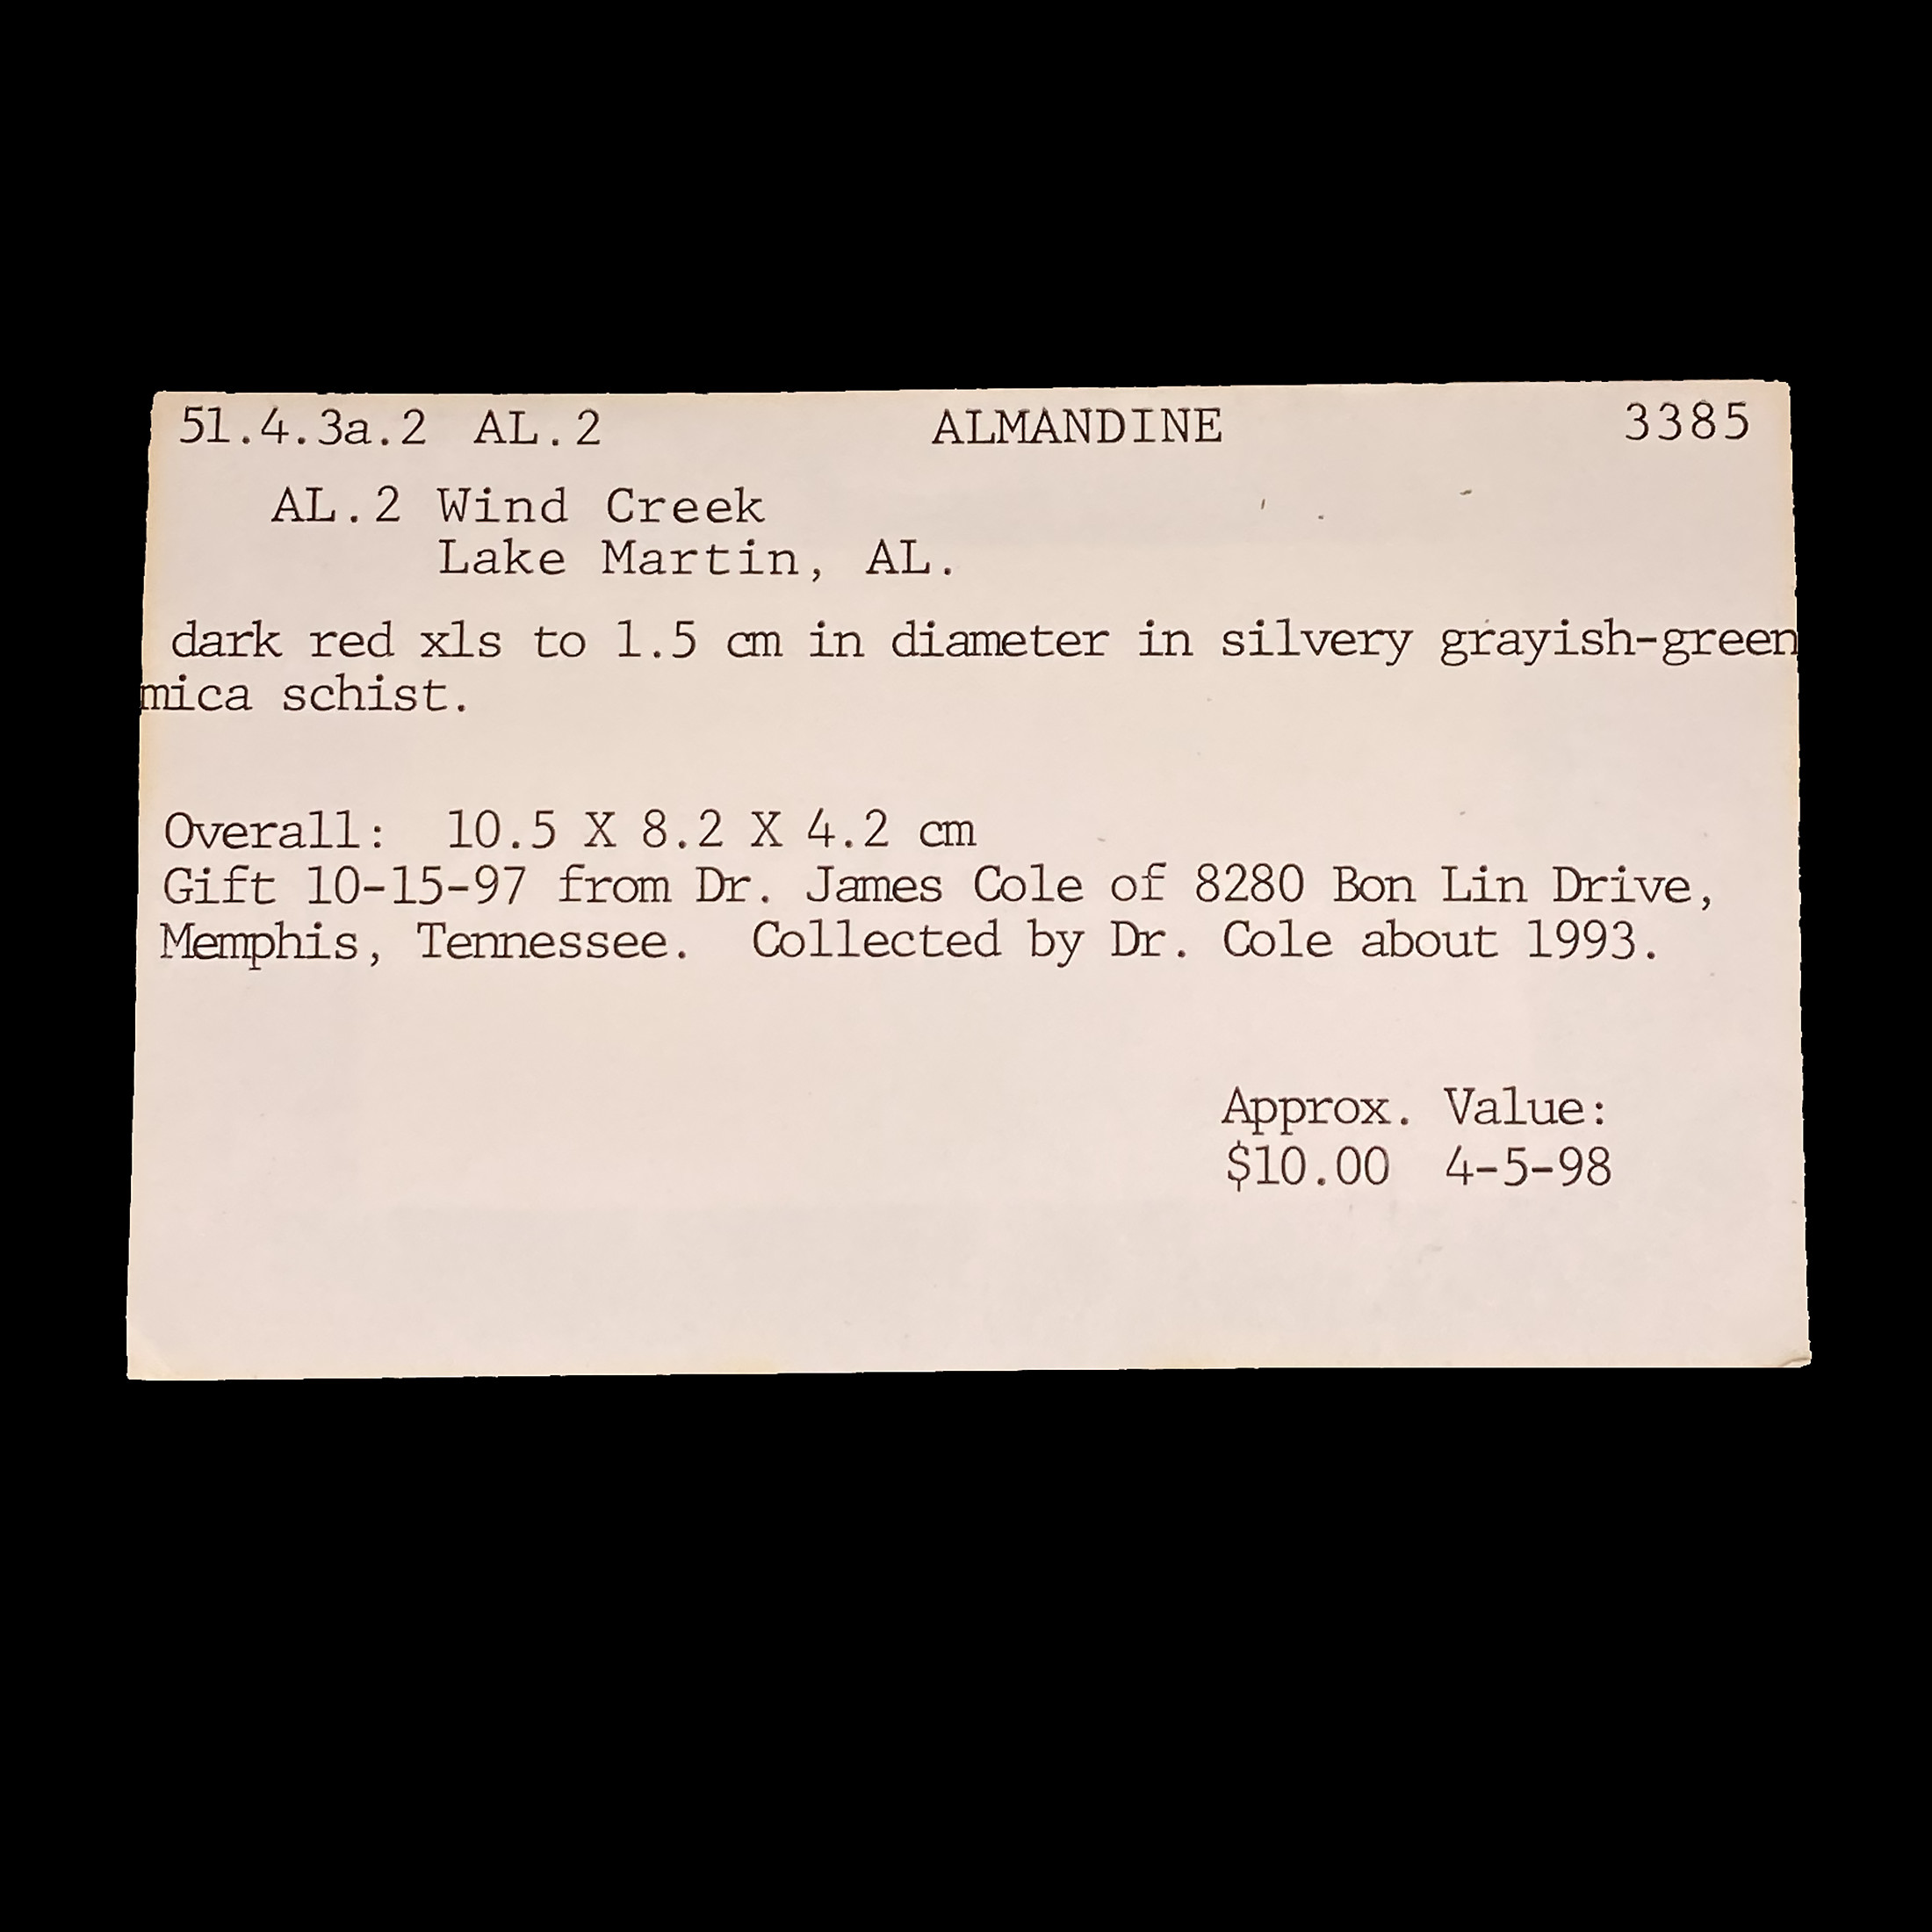 51.4.3a.2 AL.2 ALMANDINE 3385
AL.2 Wind Creek
Lake Martin, AL.
dark red xls to 1.5 cm in diameter in silvery grayish-green
mica schist.
Overall: 10.5 X 8.2 X 4.2 cm
Gift 10-15-97 from Dr. James Cole of 8280 Bon Lin Drive,
Memphis, Tennessee. Collected by Dr. Cole about 1993.
Approx. Value:
$10.00 4-5-98